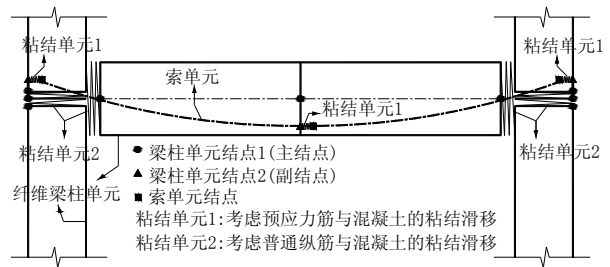 粘结单元1
粘结单元1
索单元
粘结单元1
粘结单元2
粘结单元2
纤维梁柱单元
梁柱单元结点1(主结点)
梁柱单元结点2(副结点)
索单元结点
粘结单元1:考虑预应力筋与混凝土的粘结滑移
粘结单元2:考虑普通纵筋与混凝土的粘结滑移